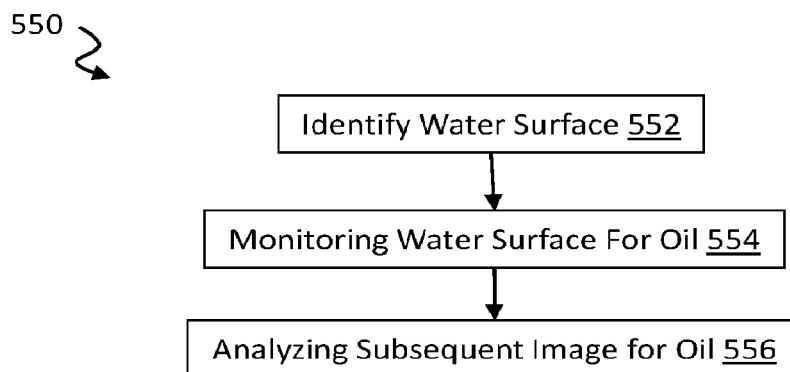 550
Identify Water Surface 552
Monitoring Water Surface For Oil 554
Analyzing Subsequent Image for Oil 556